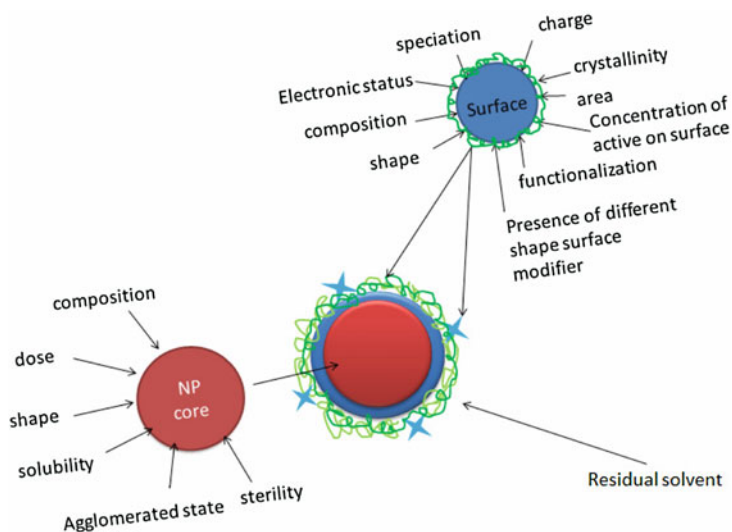 speciation
charge
Electronic status
crystallinity
Surface
area
composition
Concentration of
active on surface
shape
functionalization
Presence of different
shape surface
modifier
composition
dose
NP
core
shape
solubility
Agglomerated state
sterility
Residual solvent